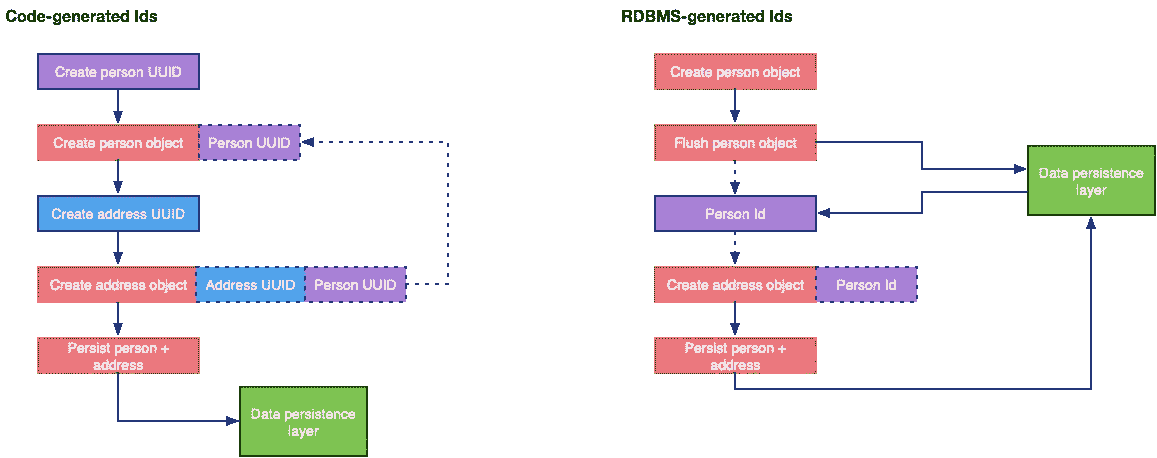 Code-generated Ids
Create person UUID
Create person object
Person UUID
Create address UUID
Create address object
Address UUID
Person UUID
Persist person +
address
Data persistence
layer
RDBMS-generated Ids
Create person object
Flush person object
Data persistence
layer
Person Id
Create address object
Person Id
Persist person +
address